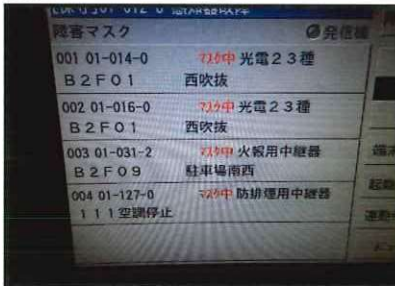 障害マスク
発信機
001 01-014-0 マスク中 光電23種
B2F01 西吹抜
002 01-016-0 マスク中 光電23種
B2F01 西吹抜
003 01-031-2 マスク中 火報用中継器
B2F09 駐車場南西
004 01-127-0 マスク中 防排煙用中継器
111空調停止